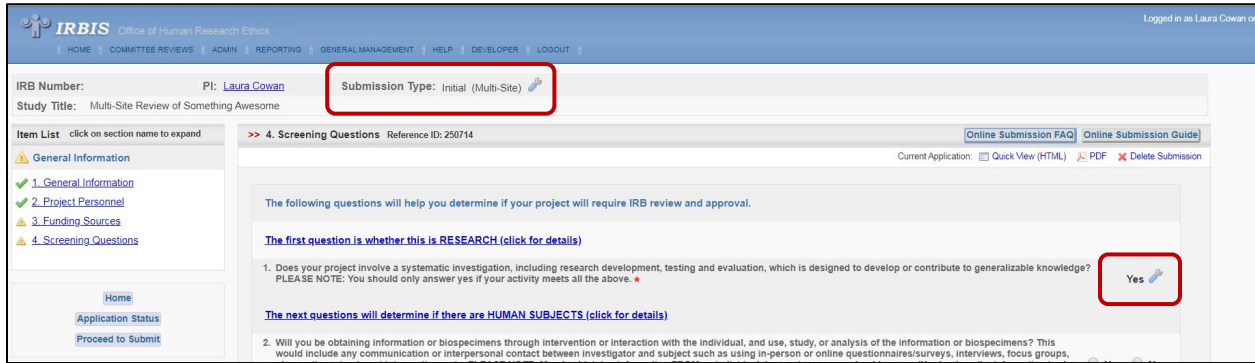 IRBIS Office of Human Research Ethics
Logged in as Laura Cowan or
HOME || COMMITTEE REVIEWS || ADMIN || REPORTING || GENERAL MANAGEMENT || HELP || DEVELOPER || LOGOUT ||
IRB Number: PI: Laura Cowan Submission Type: Initial (Multi-Site)
Study Title: Multi-Site Review of Something Awesome
Item List click on section name to expand
General Information
1. General Information
2. Project Personnel
3. Funding Sources
4. Screening Questions
Home
Application Status
Proceed to Submit
>> 4. Screening Questions Reference ID: 250714
Online Submission FAQ Online Submission Guide
Current Application: Quick View (HTML) PDF Delete Submission
The following questions will help you determine if your project will require IRB review and approval.
The first question is whether this is RESEARCH (click for details)
1. Does your project involve a systematic investigation, including research development, testing and evaluation, which is designed to develop or contribute to generalizable knowledge?
PLEASE NOTE: You should only answer yes if your activity meets all the above. *
Yes
The next questions will determine if there are HUMAN SUBJECTS (click for details)
2. Will you be obtaining information or biospecimens through intervention or interaction with the individual, and use, study, or analysis of the information or biospecimens? This
would include any communication or interpersonal contact between investigator and subject such as using in-person or online questionnaires/surveys, interviews, focus groups,